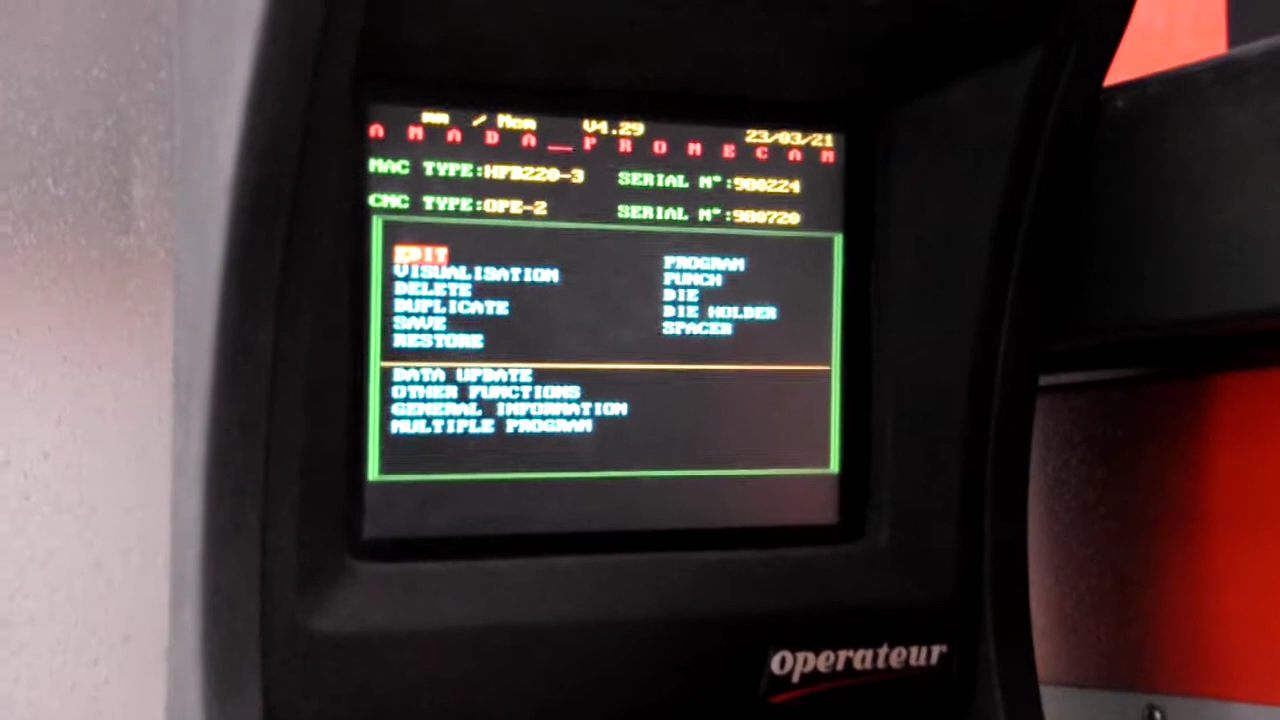 mm / Mem V4.29 23/03/21
AMADA_PROMECAM
MAC TYPE:HFB220-3 SERIAL N°:980224
CNC TYPE:OPE-2 SERIAL N°:980720
EDIT
VISUALISATION
DELETE
DUPLICATE
SAVE
RESTORE
PROGRAM
PUNCH
DIE
DIE HOLDER
SPACER
DATA UPDATE
OTHER FUNCTIONS
GENERAL INFORMATION
MULTIPLE PROGRAM
operateur